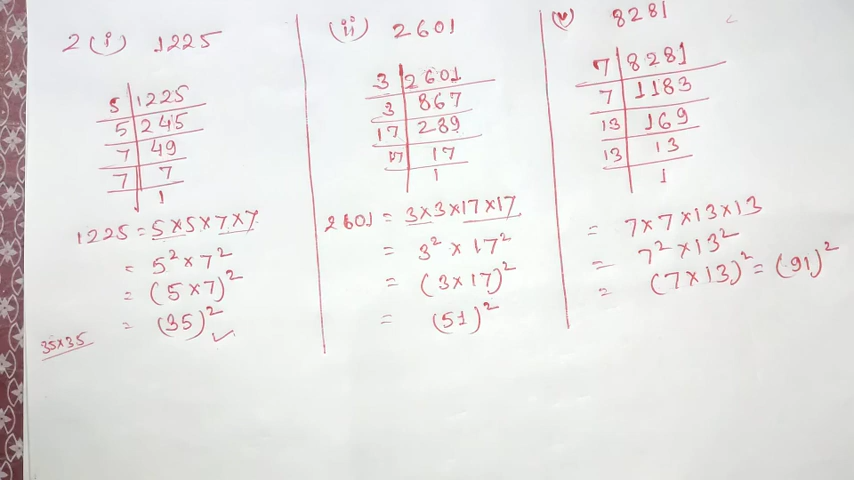 2 (i) 1225
5 | 1225
5 | 245
7 | 49
7 | 7
1
1225 = 5 × 5 × 7 × 7
= 5² × 7²
= (5 × 7)²
= (35)²
35×35
(ii) 2601
3 | 2601
3 | 867
17 | 289
17 | 17
1
2601 = 3 × 3 × 17 × 17
= 3² × 17²
= (3 × 17)²
= (51)²
(v) 8281
7 | 8281
7 | 1183
13 | 169
13 | 13
1
= 7 × 7 × 13 × 13
= 7² × 13²
= (7 × 13)² = (91)²